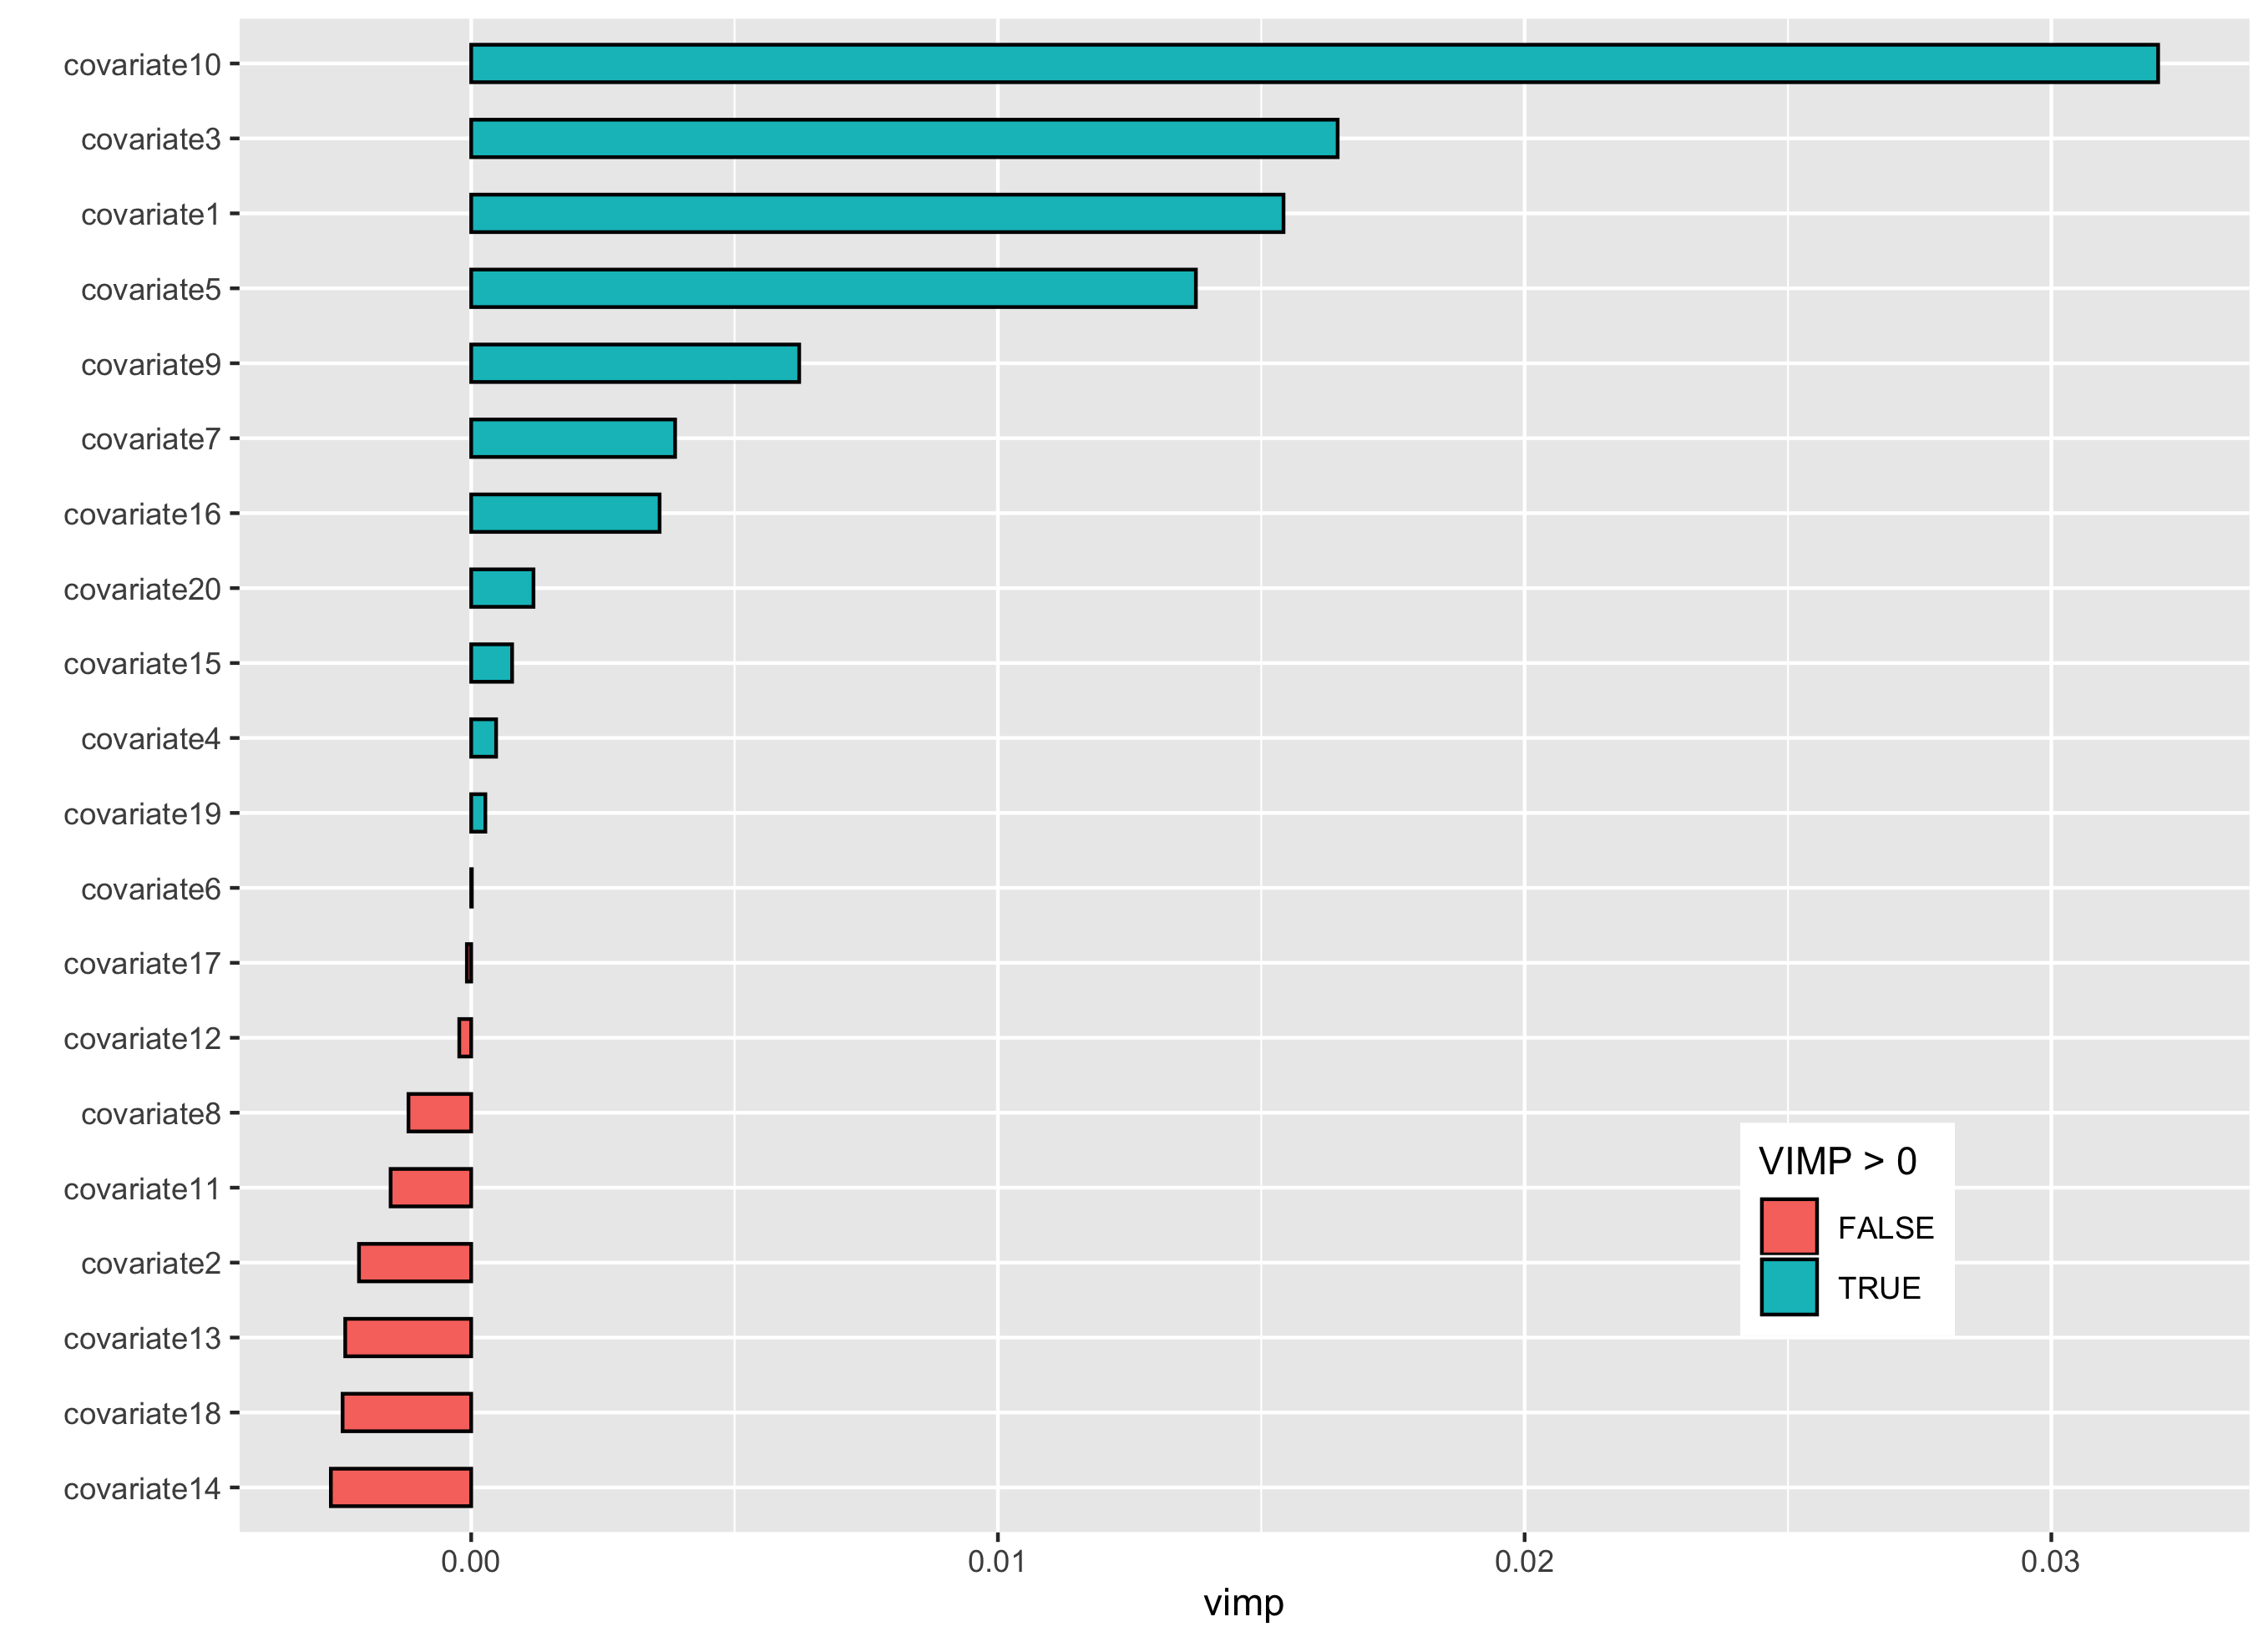 covariate10
covariate3
covariate1
covariate5
covariate9
covariate7
covariate16
covariate20
covariate15
covariate4
covariate19
covariate6
covariate17
covariate12
covariate8
covariate11
covariate2
covariate13
covariate18
covariate14
VIMP > 0
FALSE
TRUE
0.00 0.01 0.02 0.03
vimp